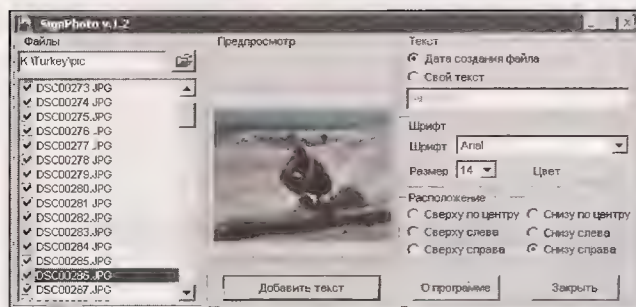 SignPhoto v.1.2
Файлы
K:\Turkey\pic
DSC00273.JPG
DSC00274.JPG
DSC00275.JPG
DSC00276.JPG
DSC00277.JPG
DSC00278.JPG
DSC00279.JPG
DSC00280.JPG
DSC00281.JPG
DSC00282.JPG
DSC00283.JPG
DSC00284.JPG
DSC00285.JPG
DSC00286.JPG
DSC00287.JPG
Предпросмотр
Добавить текст
Текст
Дата создания файла
Свой текст
Шрифт
Шрифт Arial
Размер 14 Цвет
Расположение
Сверху по центру Снизу по центру
Сверху слева Снизу слева
Сверху справа Снизу справа
О программе Закрыть